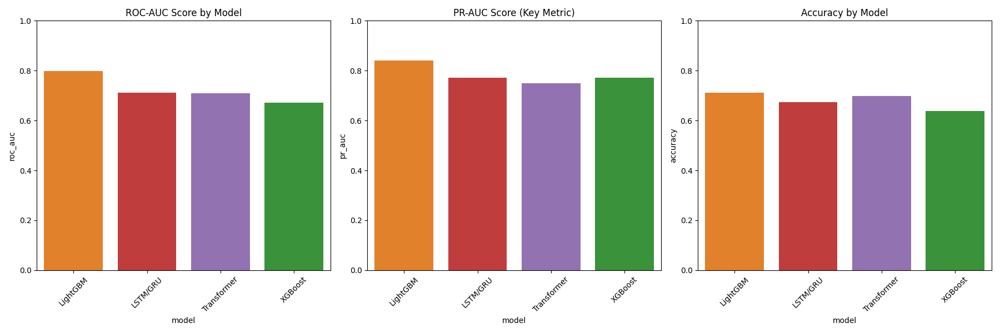 ROC-AUC Score by Model
1.0
0.8
0.6
0.4
0.2
0.0
roc_auc
LightGBM
LSTM/GRU
Transformer
XGBoost
model
PR-AUC Score (Key Metric)
1.0
0.8
0.6
0.4
0.2
0.0
pr_auc
LightGBM
LSTM/GRU
Transformer
XGBoost
model
Accuracy by Model
1.0
0.8
0.6
0.4
0.2
0.0
accuracy
LightGBM
LSTM/GRU
Transformer
XGBoost
model